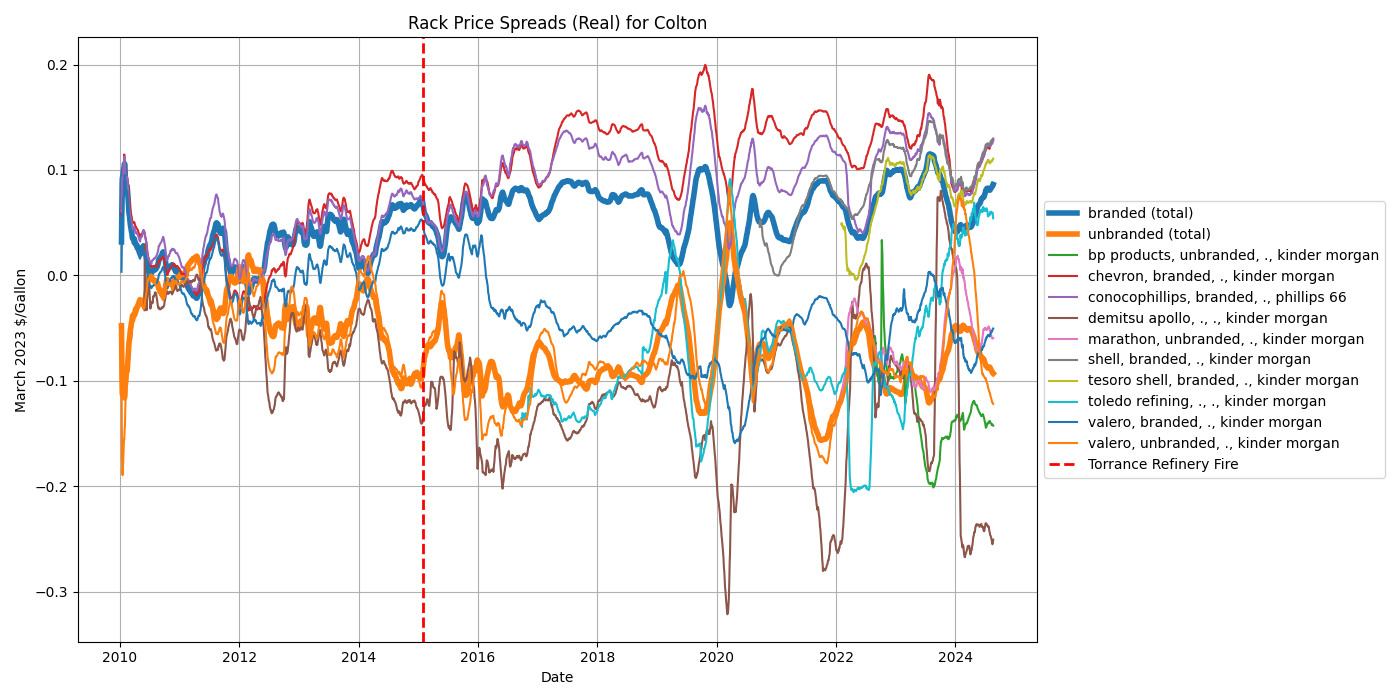 Rack Price Spreads (Real) for Colton
March 2023 $/Gallon
0.2
0.1
0.0
−0.1
−0.2
−0.3
2010 2012 2014 2016 2018 2020 2022 2024
Date
branded (total)
unbranded (total)
bp products, unbranded, ., kinder morgan
chevron, branded, ., kinder morgan
conocophillips, branded, ., phillips 66
demitsu apollo, ., ., kinder morgan
marathon, unbranded, ., kinder morgan
shell, branded, ., kinder morgan
tesoro shell, branded, ., kinder morgan
toledo refining, ., ., kinder morgan
valero, branded, ., kinder morgan
valero, unbranded, ., kinder morgan
Torrance Refinery Fire